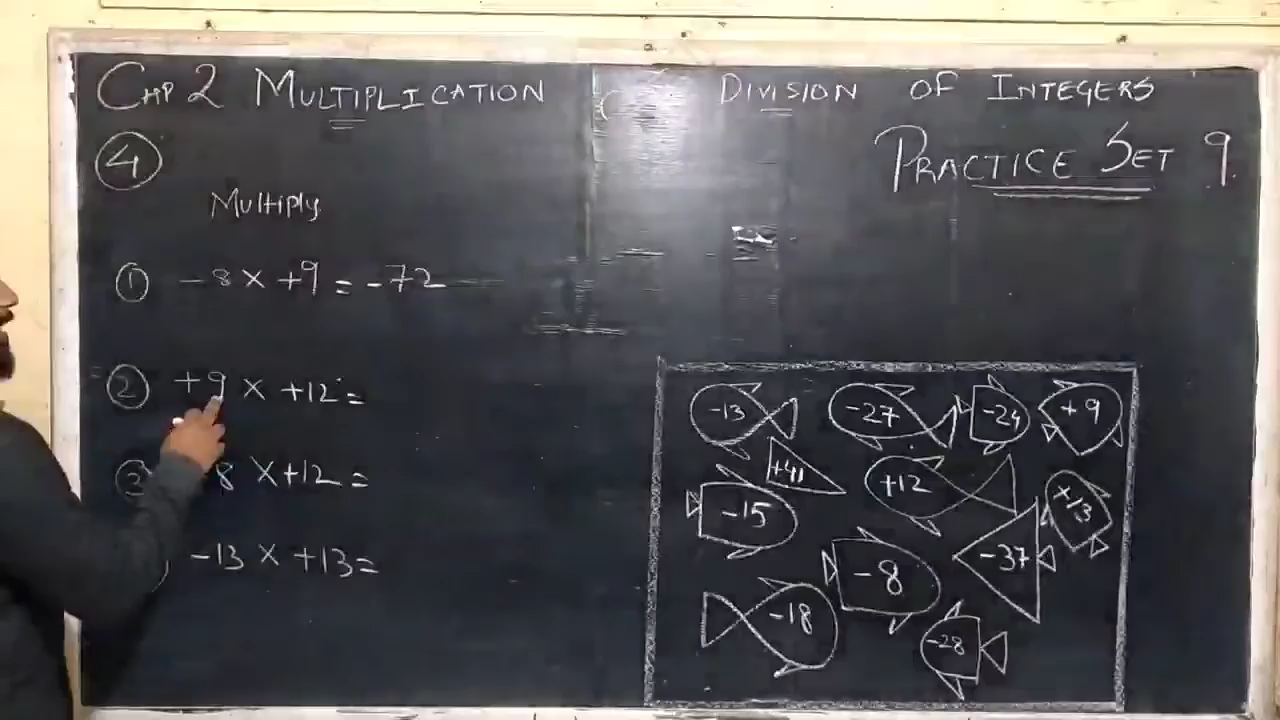 CHP 2 MULTIPLICATION DIVISION OF INTEGERS
PRACTICE SET 9
4
Multiply
1 -8 x +9 = -72
2 +9 x +12 =
3 8 x +12 =
-13 x +13 =
-13 -27 -24 +9
+41
-15 +12 x/13
-37
-8
-18
-28